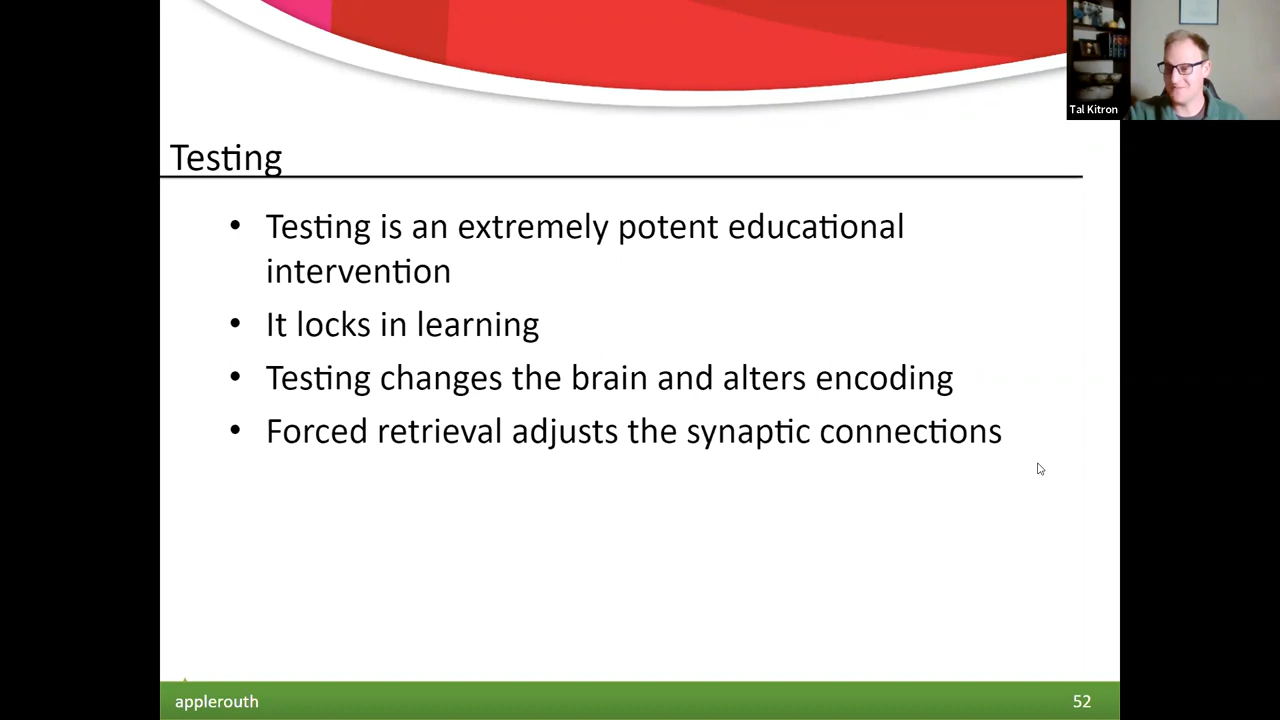 Tal Kitron
Testing
• Testing is an extremely potent educational
intervention
• It locks in learning
• Testing changes the brain and alters encoding
• Forced retrieval adjusts the synaptic connections
applerouth 52